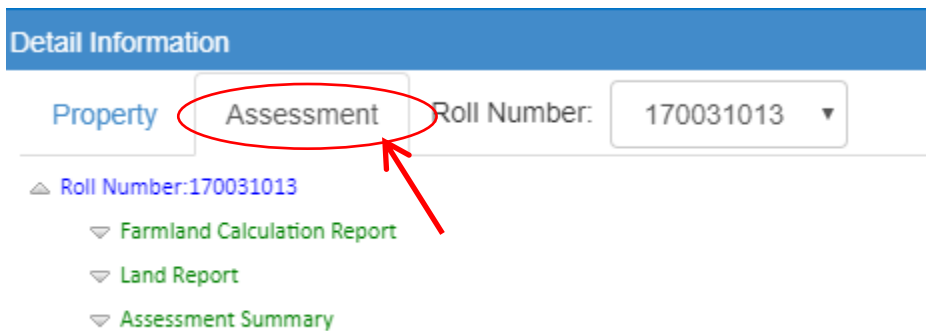 Detail Information
Property Assessment Roll Number: 170031013
Roll Number:170031013
Farmland Calculation Report
Land Report
Assessment Summary